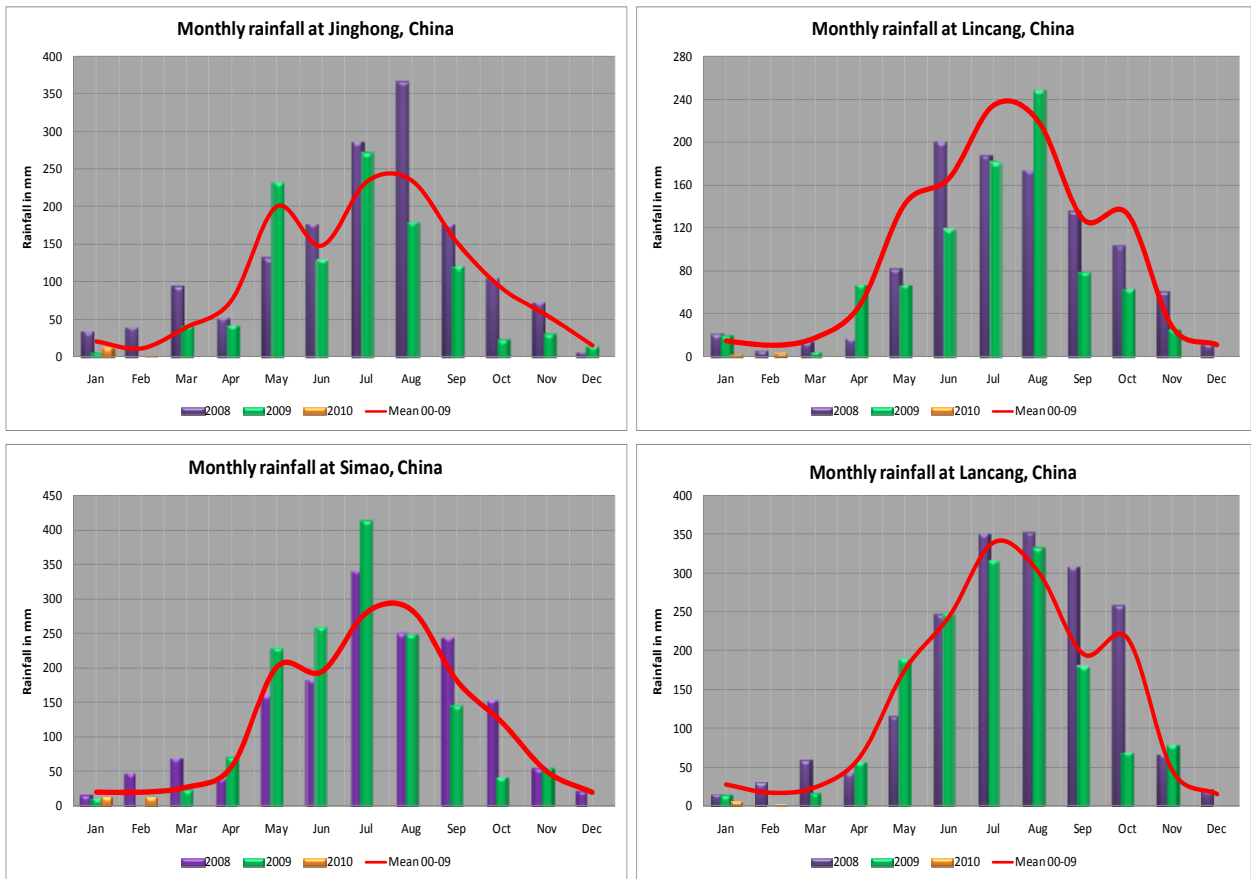 Monthly rainfall at Jinghong, China
400
350
300
250
200
150
100
50
0
Rainfall in mm
Jan Feb Mar Apr May Jun Jul Aug Sep Oct Nov Dec
2008 2009 2010 Mean 00-09
Monthly rainfall at Lincang, China
280
240
200
160
120
80
40
0
Rainfall in mm
Jan Feb Mar Apr May Jun Jul Aug Sep Oct Nov Dec
2008 2009 2010 Mean 00-09
Monthly rainfall at Simao, China
450
400
350
300
250
200
150
100
50
0
Rainfall in mm
Jan Feb Mar Apr May Jun Jul Aug Sep Oct Nov Dec
2008 2009 2010 Mean 00-09
Monthly rainfall at Lancang, China
400
350
300
250
200
150
100
50
0
Rainfall in mm
Jan Feb Mar Apr May Jun Jul Aug Sep Oct Nov Dec
2008 2009 2010 Mean 00-09